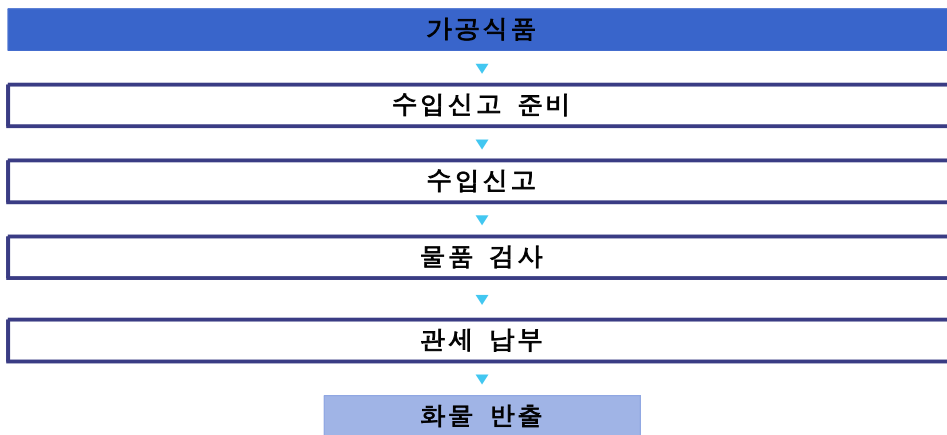 가공식품
수입신고 준비
수입신고
물품 검사
관세 납부
화물 반출